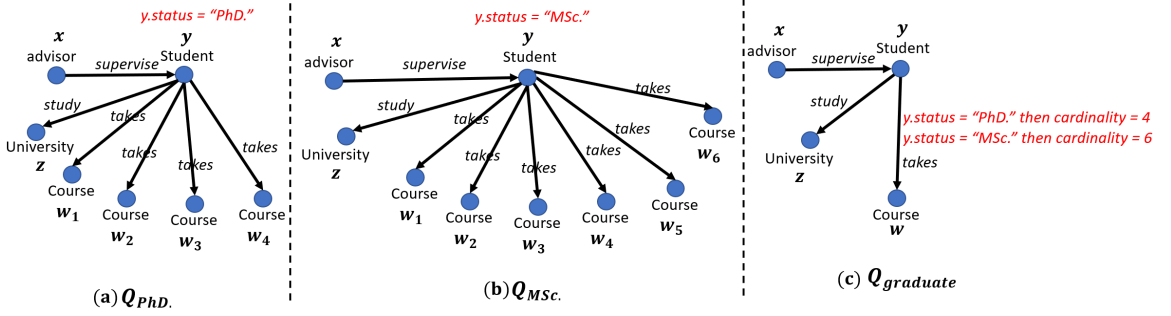 y.status = “PhD.”
x
advisor
y
Student
supervise
study
takes
takes
takes
takes
University
z
Course
w1
Course
w2
Course
w3
Course
w4
(a) QPhD.
y.status = “MSc.”
x
advisor
y
Student
supervise
study
takes
takes
takes
takes
takes
takes
University
z
Course
w1
Course
w2
Course
w3
Course
w4
Course
w5
Course
w6
(b) QMSc.
x
advisor
y
Student
supervise
study
y.status = “PhD.” then cardinality = 4
y.status = “MSc.” then cardinality = 6
takes
University
z
Course
w
(c) Qgraduate